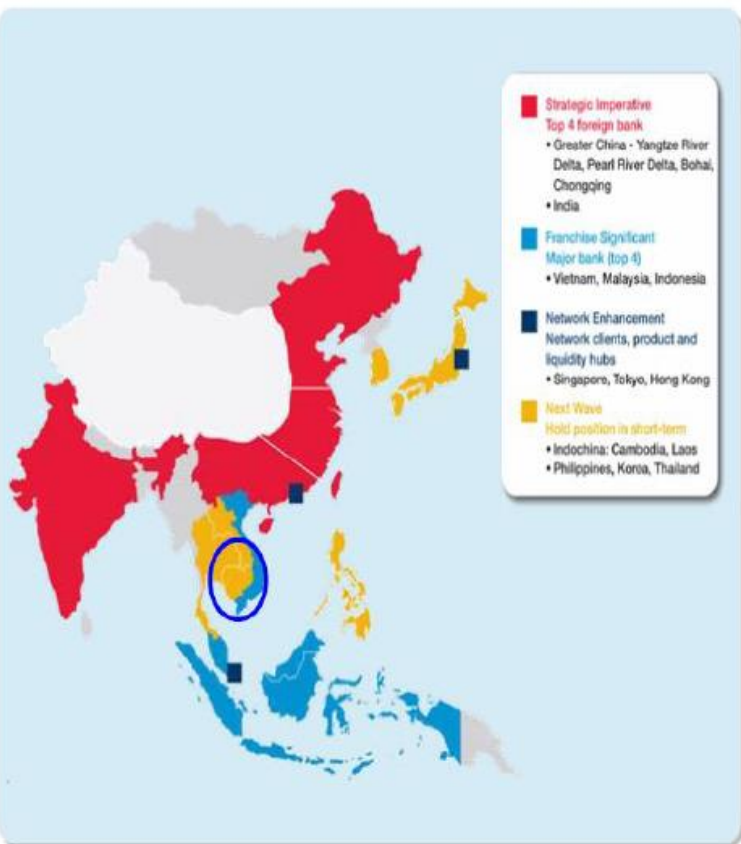 Strategic Imperative
Top 4 foreign bank
• Greater China - Yangtze River
Delta, Pearl River Delta, Bohai,
Chongqing
• India
Franchise Significant
Major bank (top 4)
• Vietnam, Malaysia, Indonesia
Network Enhancement
Network clients, product and
liquidity hubs
• Singapore, Tokyo, Hong Kong
Next Wave
Hold position in short-term
• Indochina: Cambodia, Laos
• Philippines, Korea, Thailand